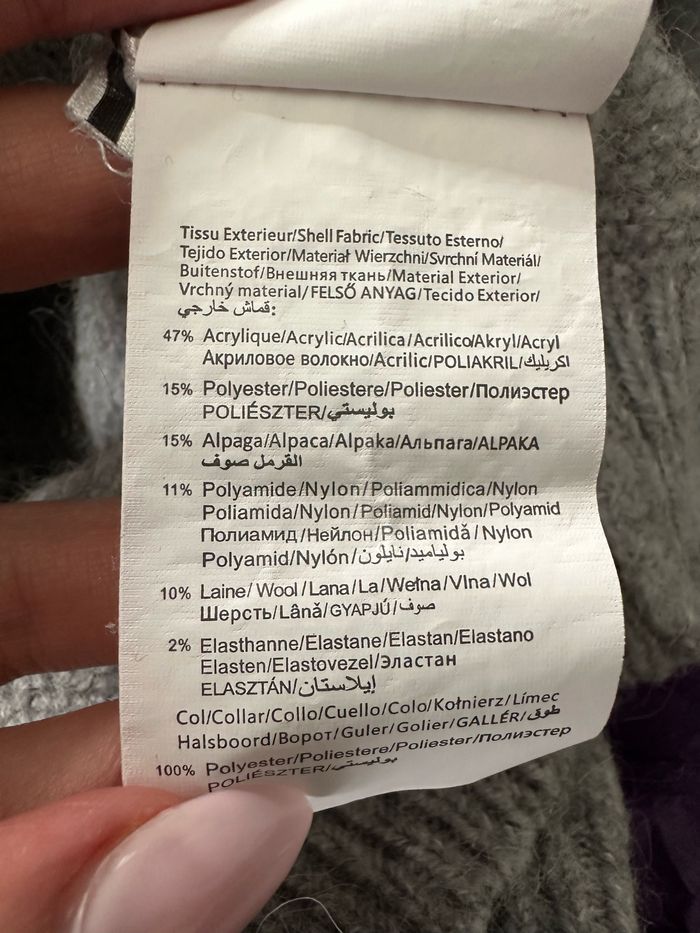 Tissu Exterieur/Shell Fabric/Tessuto Esterno/
Tejido Exterior/Materiał Wierzchni/Svrchní Materiál/
Buitenstof/Внешняя ткань/Material Exterior/
Vrchný material/FELSŐ ANYAG/Tecido Exterior/
قماش خارجي:
47% Acrylique/Acrylic/Acrilica/Acrilico/Akryl/Acryl
Акриловое волокно/Acrilic/POLIAKRIL/اكريليك
15% Polyester/Poliestere/Poliester/Полиэстер
POLIÉSZTER/بوليستي
15% Alpaga/Alpaca/Alpaka/Альпага/ALPAKA
القرمل صوف
11% Polyamide/Nylon/Poliammidica/Nylon
Poliamida/Nylon/Poliamid/Nylon/Polyamid
Полиамид/Нейлон/Poliamidă/Nylon
Polyamid/Nylón/بولياميد/نايلون
10% Laine/Wool/Lana/La/Wełna/Vlna/Wol
Шерсть/Lână/GYAPJÚ/صوف
2% Elasthanne/Elastane/Elastan/Elastano
Elasten/Elastovezel/Эластан
ELASZTÁN/إيلاستان
Col/Collar/Collo/Cuello/Colo/Kołnierz/Límec
Halsboord/Ворот/Guler/Golier/GALLÉR/طوق
100% Polyester/Poliestere/Poliester/Полиэстер
POLIÉSZTER/بوليستي